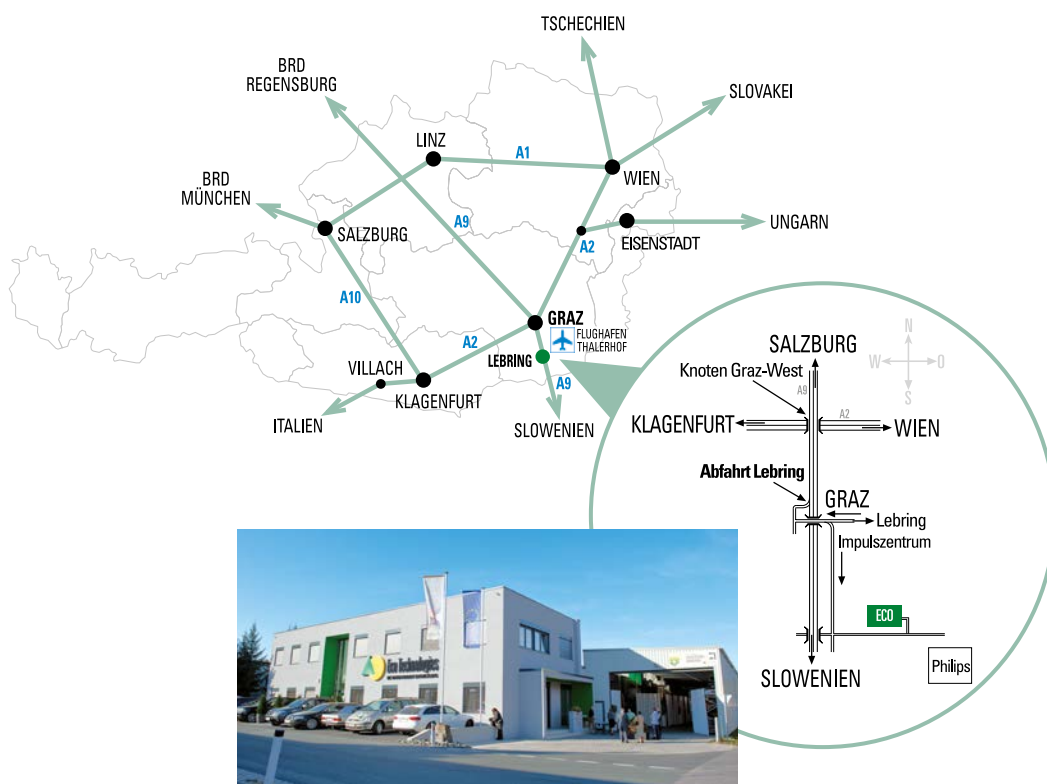 TSCHECHIEN
BRD
REGENSBURG
SLOVAKEI
LINZ
A1
WIEN
BRD
MÜNCHEN
A9
SALZBURG
A2
EISENSTADT
UNGARN
A10
GRAZ
FLUGHAFEN
THALERHOF
A2
LEBRING
VILLACH
A9
KLAGENFURT
ITALIEN
SLOWENIEN
N
W
O
S
SALZBURG
Knoten Graz-West
A9
A2
KLAGENFURT
WIEN
Abfahrt Lebring
GRAZ
Lebring
Impulszentrum
ECO
Philips
SLOWENIEN
Eco Technologies